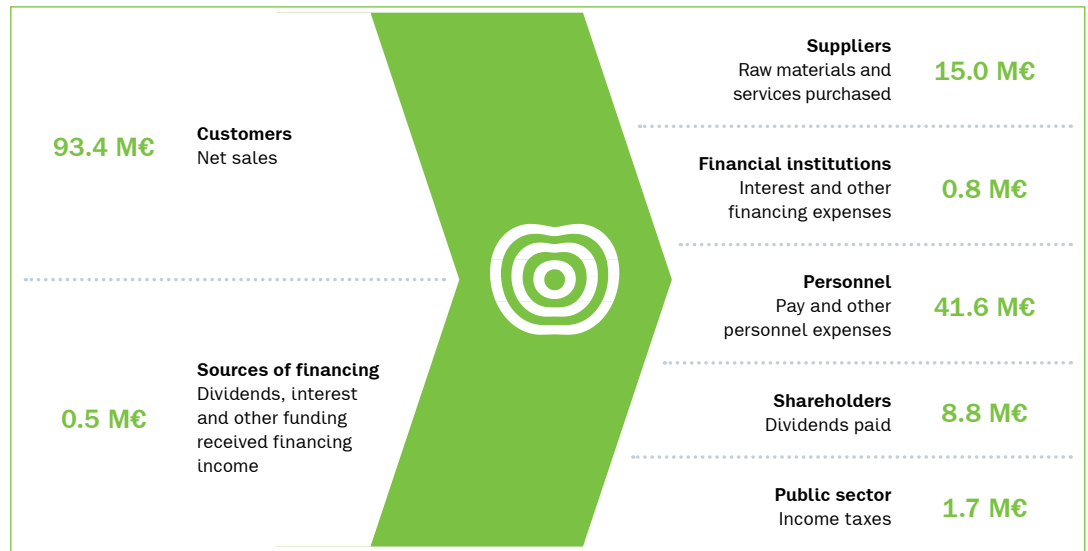 93.4 M€
Customers
Net sales
0.5 M€
Sources of financing
Dividends, interest
and other funding
received financing
income
Suppliers
Raw materials and
services purchased
15.0 M€
Financial institutions
Interest and other
financing expenses
0.8 M€
Personnel
Pay and other
personnel expenses
41.6 M€
Shareholders
Dividends paid
8.8 M€
Public sector
Income taxes
1.7 M€